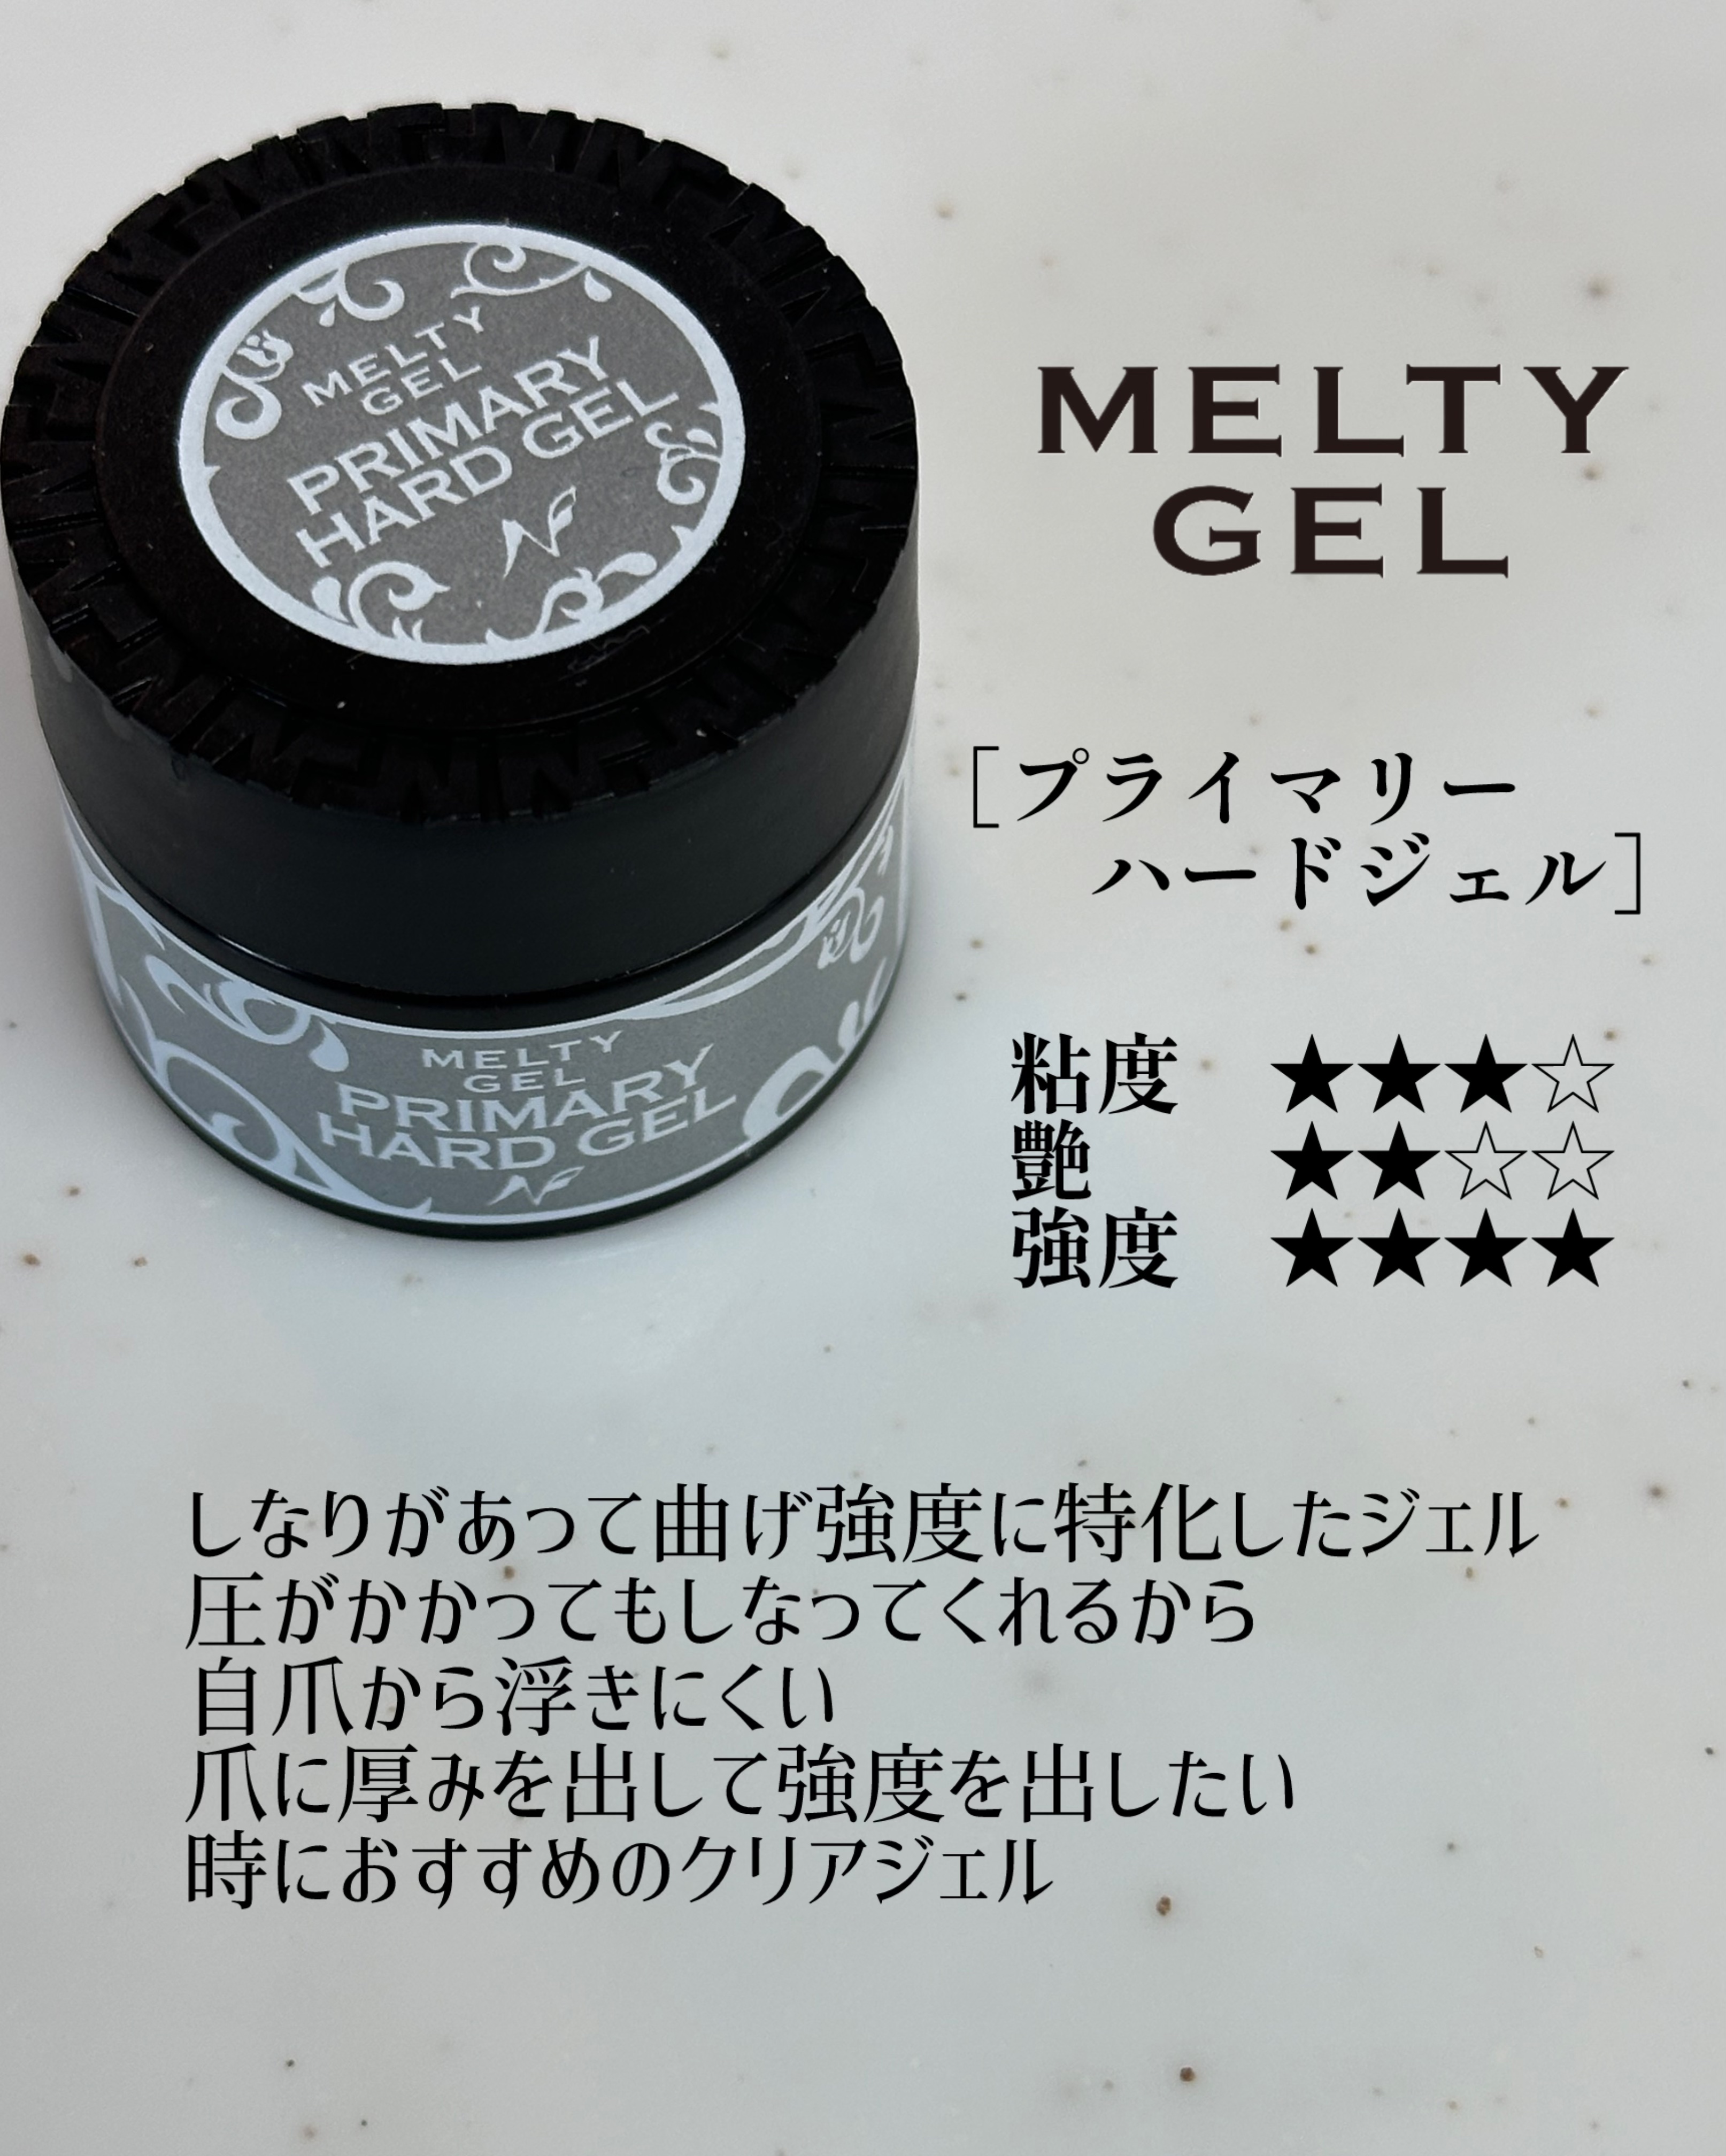 MELTY
GEL
PRIMARY
HARD GEL
NF
MELTY
GEL
PRIMARY
HARD GEL
NF
MELTY
GEL
[プライマリー
ハードジェル]
粘度 ★★★☆
艶 ★★☆☆
強度 ★★★★
しなりがあって曲げ強度に特化したジェル
圧がかかってもしなってくれるから
自爪から浮きにくい
爪に厚みを出して強度を出したい
時におすすめのクリアジェル